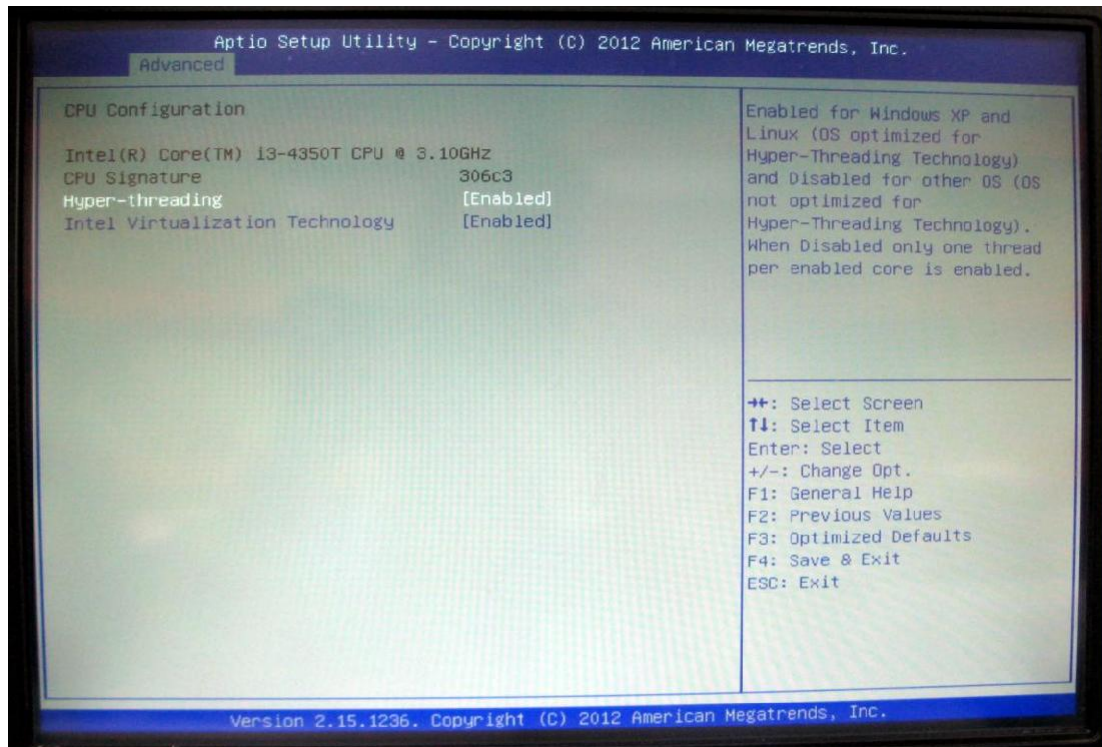 Aptio Setup Utility – Copyright (C) 2012 American Megatrends, Inc.
Advanced
CPU Configuration
Intel(R) Core(TM) i3-4350T CPU @ 3.10GHz
CPU Signature 306c3
Hyper-threading [Enabled]
Intel Virtualization Technology [Enabled]
Enabled for Windows XP and
Linux (OS optimized for
Hyper-Threading Technology)
and Disabled for other OS (OS
not optimized for
Hyper-Threading Technology).
When Disabled only one thread
per enabled core is enabled.
→←: Select Screen
↑↓: Select Item
Enter: Select
+/-: Change Opt.
F1: General Help
F2: Previous Values
F3: Optimized Defaults
F4: Save & Exit
ESC: Exit
Version 2.15.1236. Copyright (C) 2012 American Megatrends, Inc.